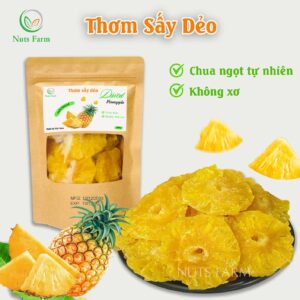 Nuts Farm
Thơm Sấy Dẻo
Chua ngọt tự nhiên
Không xơ
Thơm sấy dẻo
Dried
Pineapple
NUTS FARM